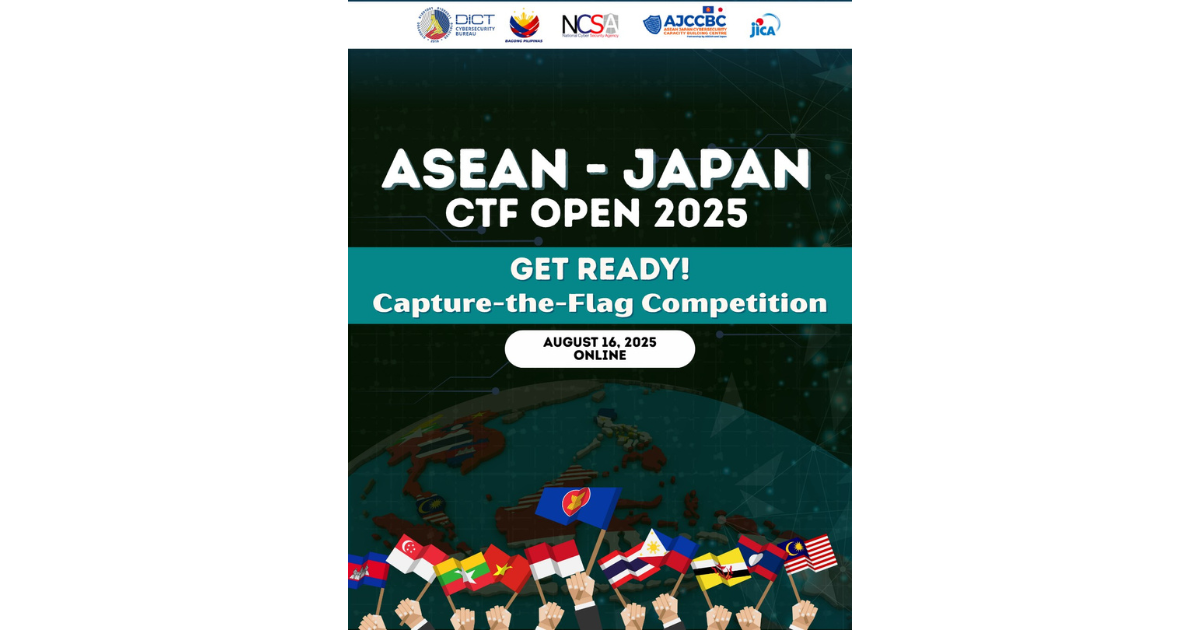 DICT
CYBERSECURITY
BUREAU
BAGONG PILIPINAS
NCSA
National Cyber Security Agency
AJCCBC
ASEAN JAPAN CYBERSECURITY
CAPACITY BUILDING CENTRE
jICA
ASEAN - JAPAN
CTF OPEN 2025
GET READY!
Capture-the-Flag Competition
AUGUST 16, 2025
ONLINE